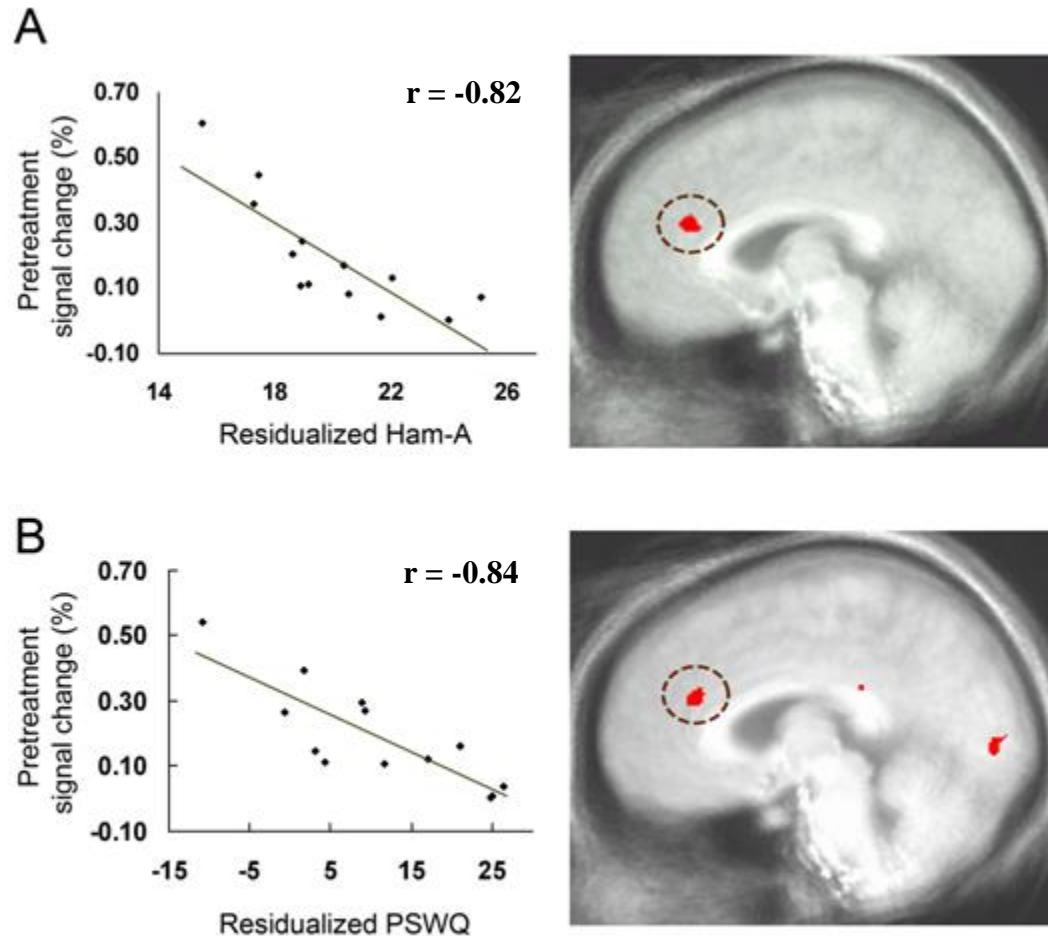 A
r = -0.82
Pretreatment
signal change (%)
0.70
0.50
0.30
0.10
-0.10
14 18 22 26
Residualized Ham-A
B
r = -0.84
Pretreatment
signal change (%)
0.70
0.50
0.30
0.10
-0.10
-15 -5 5 15 25
Residualized PSWQ